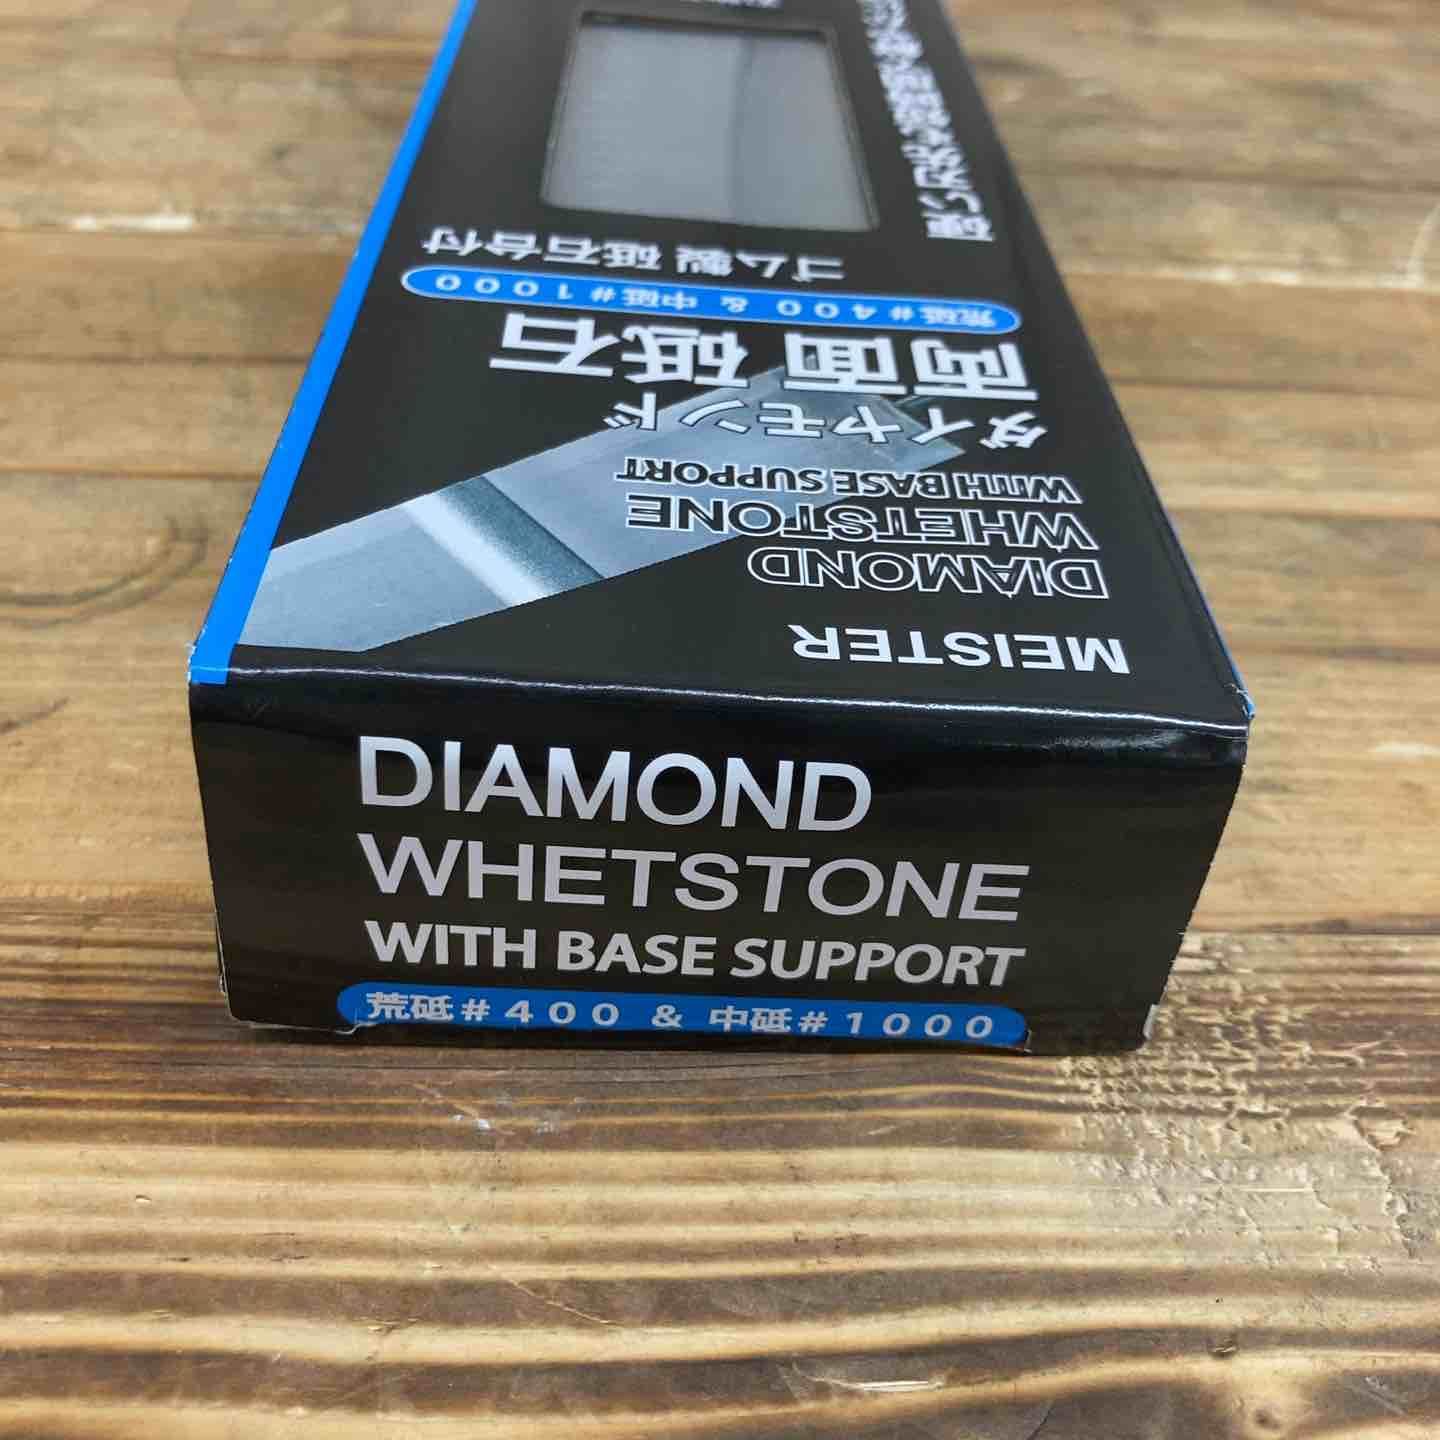 MEISTER
DIAMOND
WHETSTONE
WITH BASE SUPPORT
ダイヤモンド
両面 砥石
荒砥#400 & 中砥#1000
ゴム製 砥石台付
DIAMOND
WHETSTONE
WITH BASE SUPPORT
荒砥#400 & 中砥#1000